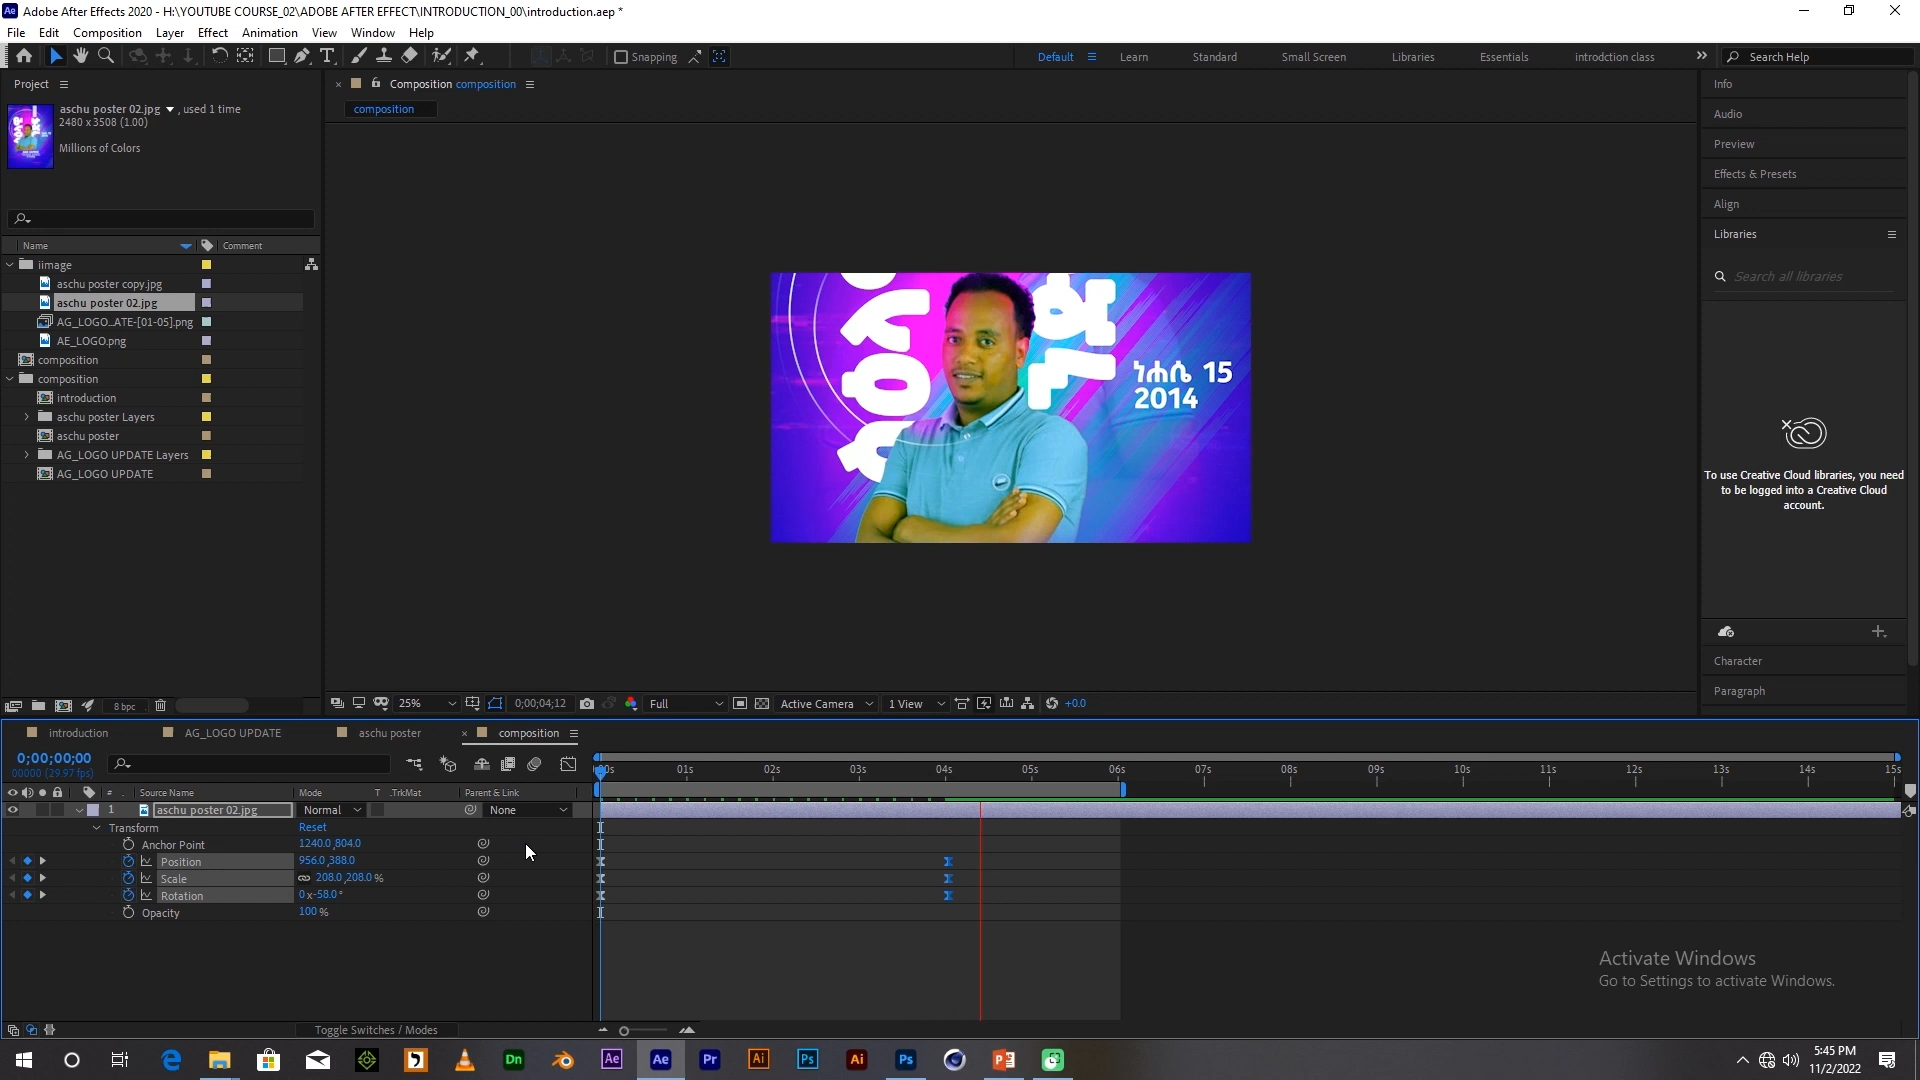 Adobe After Effects 2020 - H:\YOUTUBE COURSE_02\ADOBE AFTER EFFECT\INTRODUCTION_00\introduction.aep *
File Edit Composition Layer Effect Animation View Window Help
Snapping
Default Learn Standard Small Screen Libraries Essentials introdction class Search Help
Project
Composition composition
composition
aschu poster 02.jpg , used 1 time
2480 x 3508 (1.00)
Millions of Colors
Name Comment
iimage
aschu poster copy.jpg
aschu poster 02.jpg
AG_LOGO_ATE-[01-05].png
AE_LOGO.png
composition
composition
introduction
aschu poster Layers
aschu poster
AG_LOGO UPDATE Layers
AG_LOGO UPDATE
8 bpc
ነሐሴ 15
2014
25% 0;00;04;12 Full Active Camera 1 View +0.0
Info
Audio
Preview
Effects & Presets
Align
Libraries
Search all libraries
To use Creative Cloud libraries, you need
to be logged into a Creative Cloud
account.
Character
Paragraph
introduction AG_LOGO UPDATE aschu poster composition
0;00;00;00
00000 (29.97 fps)
01s 02s 03s 04s 05s 06s 07s 08s 09s 10s 11s 12s 13s 14s 15s
# Source Name Mode T .TrkMat Parent & Link
1 aschu poster 02.jpg Normal None
Transform Reset
Anchor Point 1240.0,804.0
Position 956.0,388.0
Scale 208.0,208.0 %
Rotation 0x-58.0°
Opacity 100 %
Toggle Switches / Modes
Activate Windows
Go to Settings to activate Windows.
Dn Ae Ae Pr Ai Ps Ai Ps
5:45 PM
11/2/2022